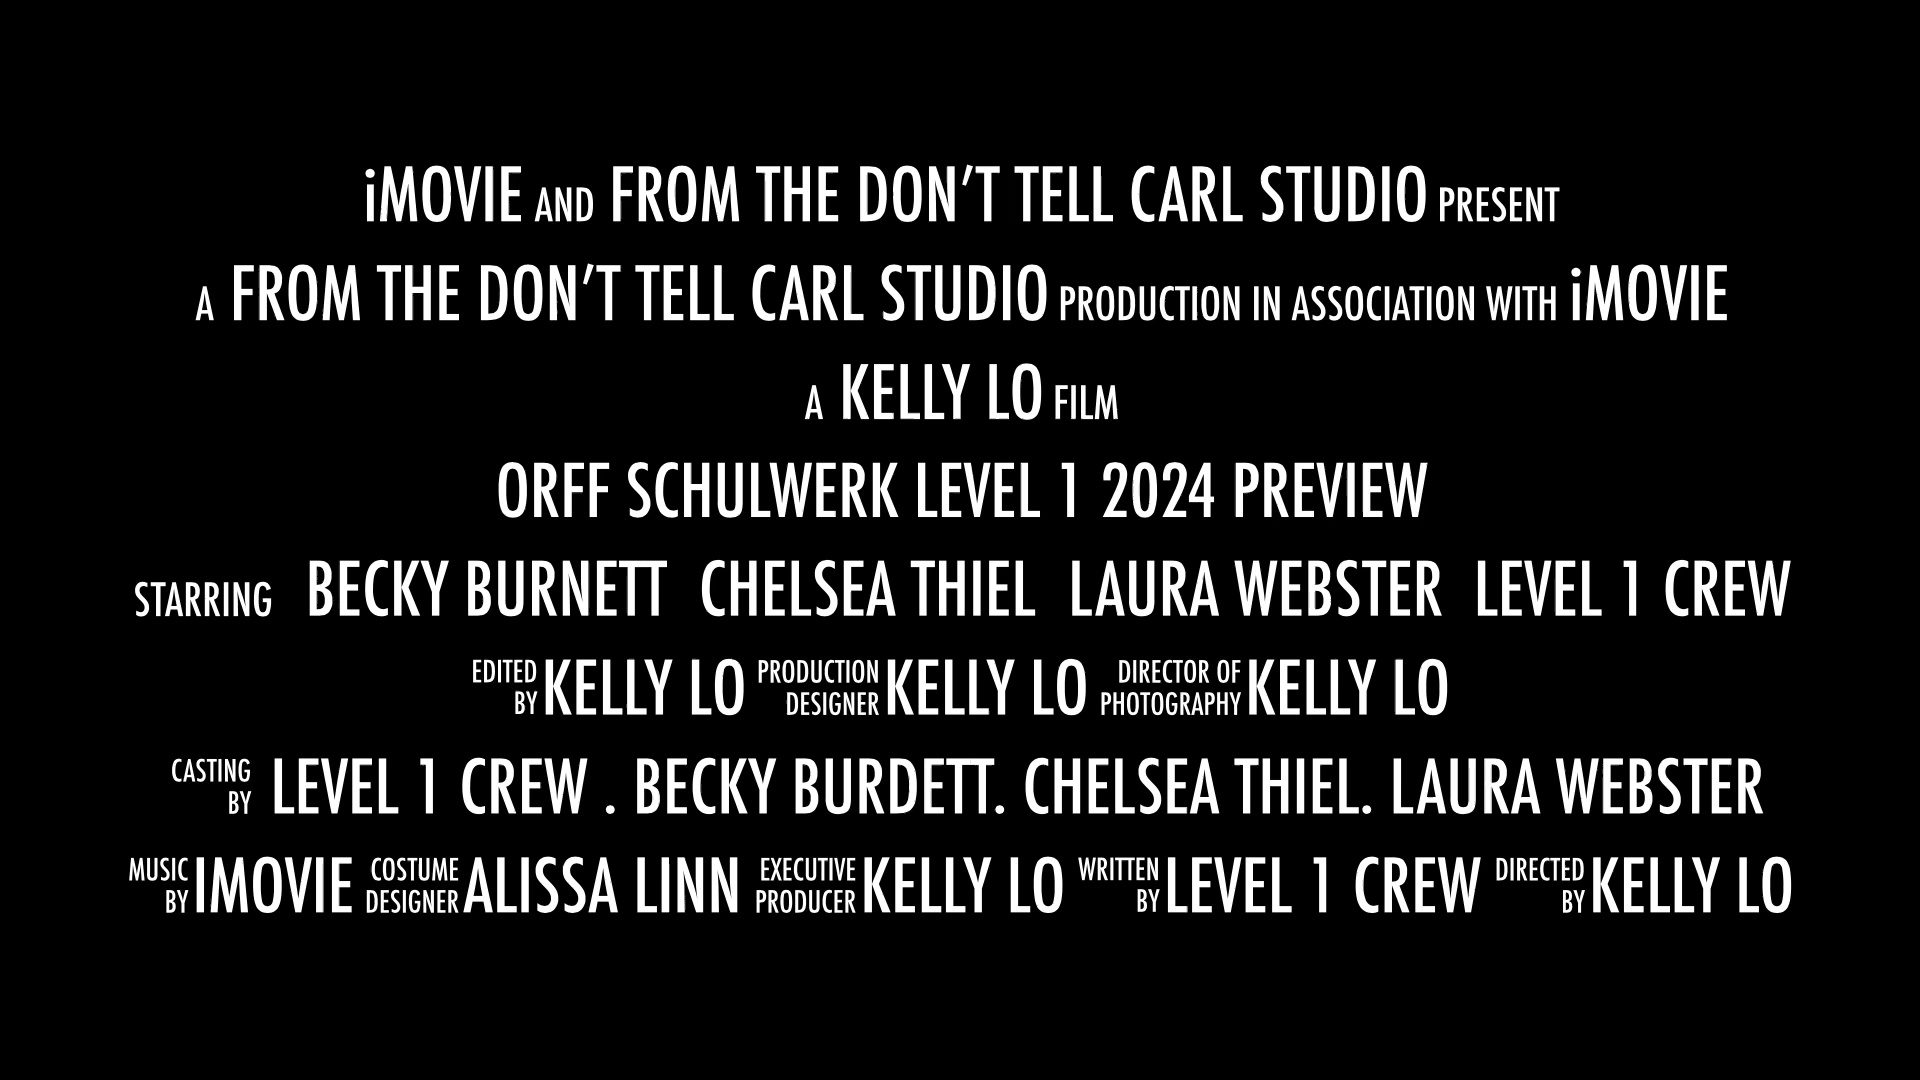 iMOVIE AND FROM THE DON'T TELL CARL STUDIO PRESENT
A FROM THE DON'T TELL CARL STUDIO PRODUCTION IN ASSOCIATION WITH iMOVIE
A KELLY LO FILM
ORFF SCHULWERK LEVEL 1 2024 PREVIEW
STARRING BECKY BURNETT CHELSEA THIEL LAURA WEBSTER LEVEL 1 CREW
EDITED BY KELLY LO PRODUCTION DESIGNER KELLY LO DIRECTOR OF PHOTOGRAPHY KELLY LO
CASTING BY LEVEL 1 CREW . BECKY BURDETT. CHELSEA THIEL. LAURA WEBSTER
MUSIC BY IMOVIE COSTUME DESIGNER ALISSA LINN EXECUTIVE PRODUCER KELLY LO WRITTEN BY LEVEL 1 CREW DIRECTED BY KELLY LO